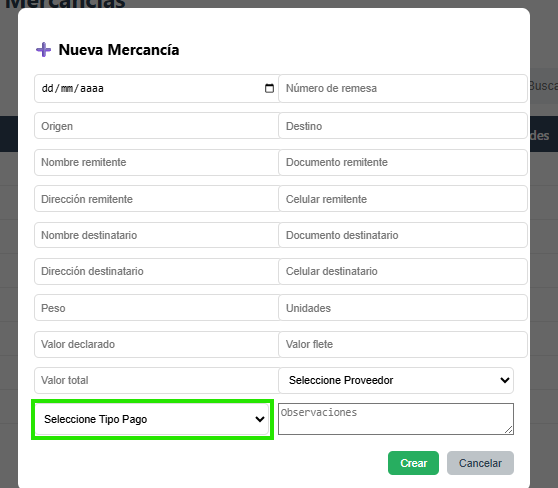 Mercancías
Nueva Mercancía
dd/mm/aaaa
Número de remesa
Busca
Origen
Destino
des
Nombre remitente
Documento remitente
Dirección remitente
Celular remitente
Nombre destinatario
Documento destinatario
Dirección destinatario
Celular destinatario
Peso
Unidades
Valor declarado
Valor flete
Valor total
Seleccione Proveedor
Seleccione Tipo Pago
Observaciones
Crear
Cancelar